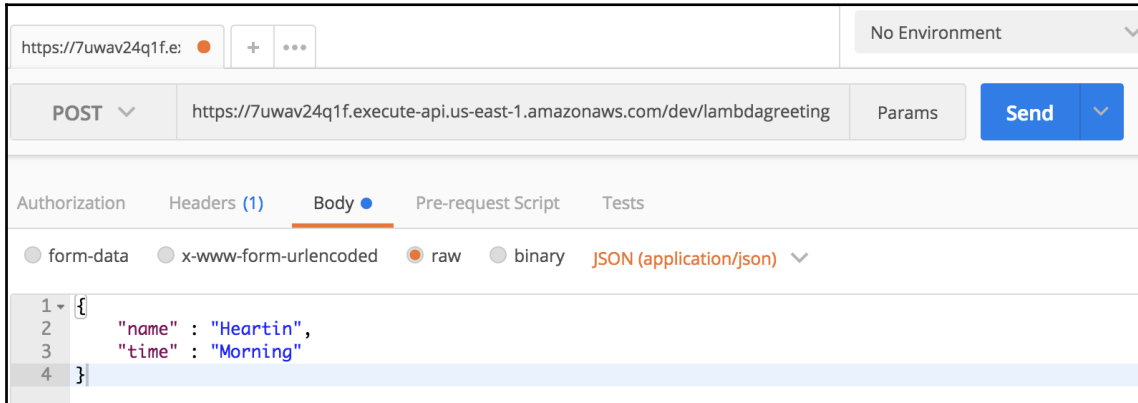 https://7uwav24q1f.e: + ••• No Environment
POST https://7uwav24q1f.execute-api.us-east-1.amazonaws.com/dev/lambdagreeting Params Send
Authorization Headers (1) Body Pre-request Script Tests
form-data x-www-form-urlencoded raw binary JSON (application/json)
1 {
2 "name" : "Heartin",
3 "time" : "Morning"
4 }